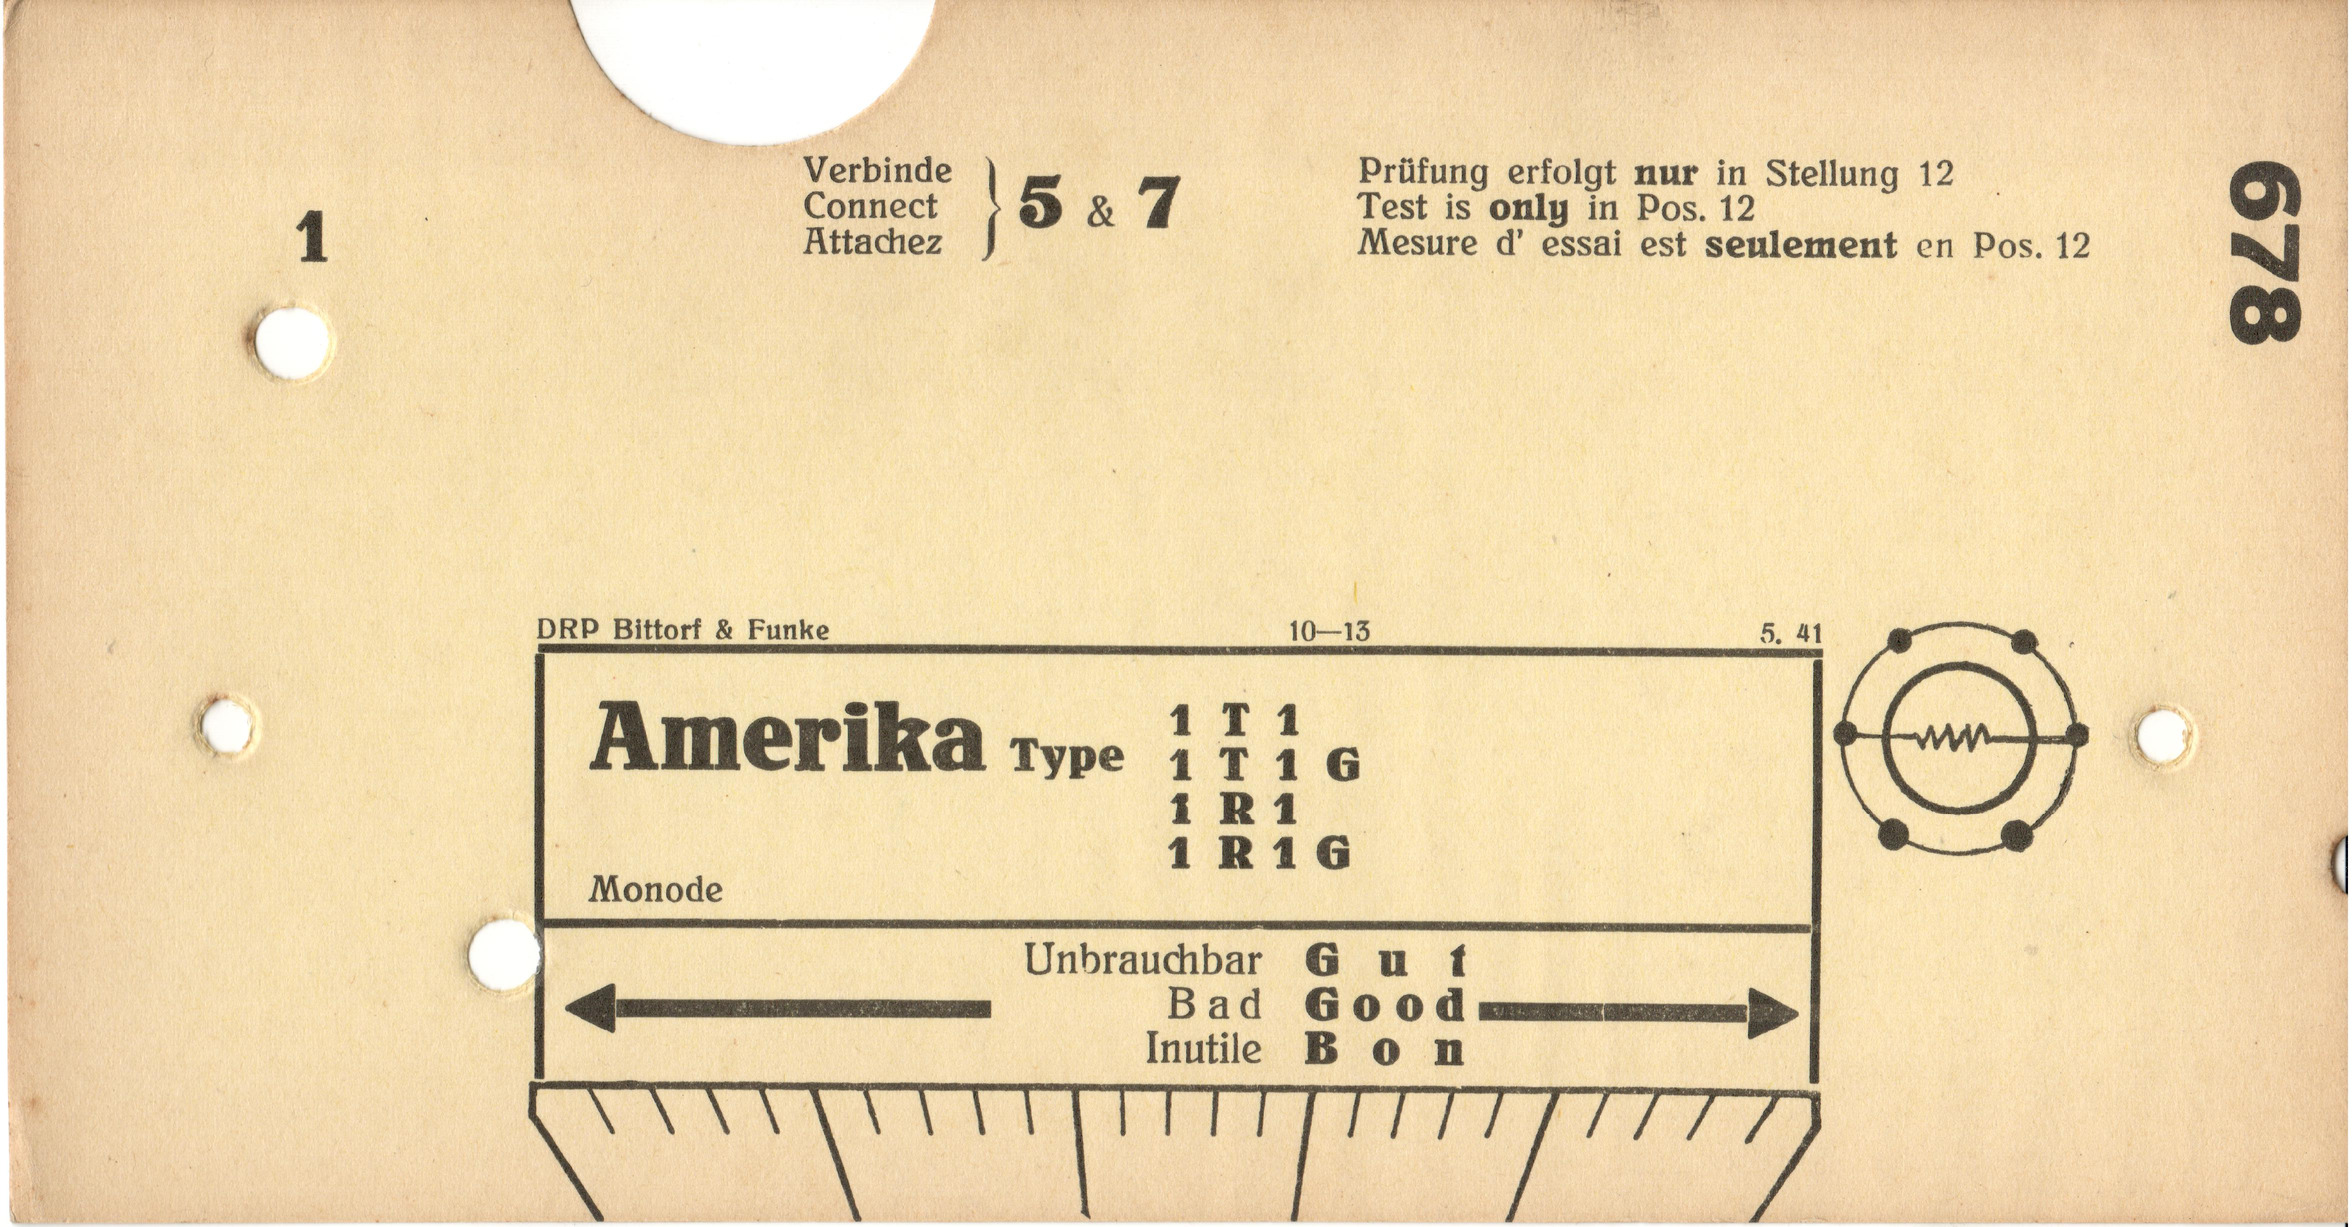 1
Verbinde
Connect
Attachez
5 & 7
Prüfung erfolgt nur in Stellung 12
Test is only in Pos. 12
Mesure d' essai est seulement en Pos. 12
678
DRP Bittorf & Funke 10—13 5. 41
Amerika Type
1 T 1
1 T 1 G
1 R 1
1 R 1 G
Monode
Unbrauchbar Gut
Bad Good
Inutile Bon